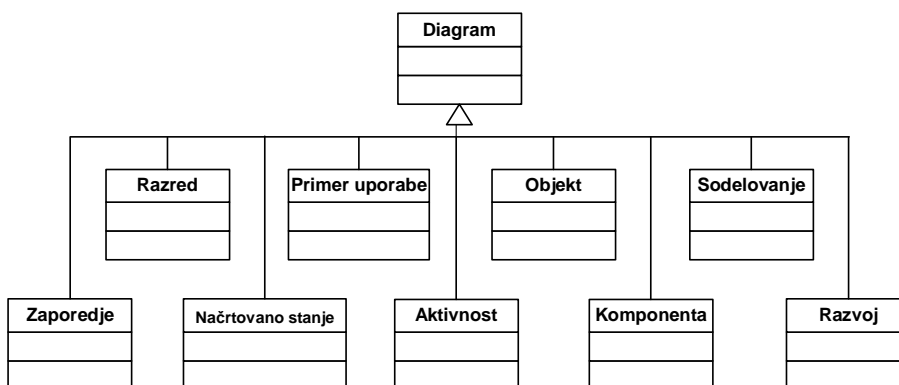 Diagram
Razred
Primer uporabe
Objekt
Sodelovanje
Zaporedje
Načrtovano stanje
Aktivnost
Komponenta
Razvoj